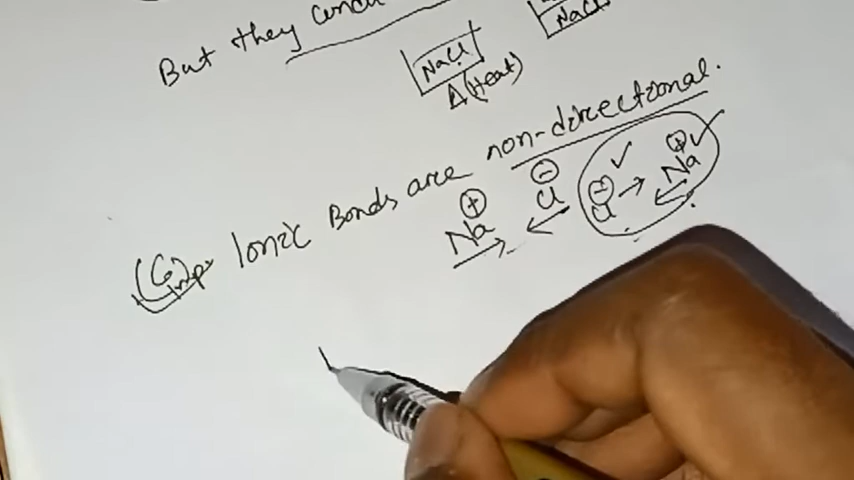 But they
NaCl NaCl
Δ(Heat)
(6) imp Ionic Bonds are non-directional.
⊕ ⊖ ⊖ ⊕
Na Cl Cl Na